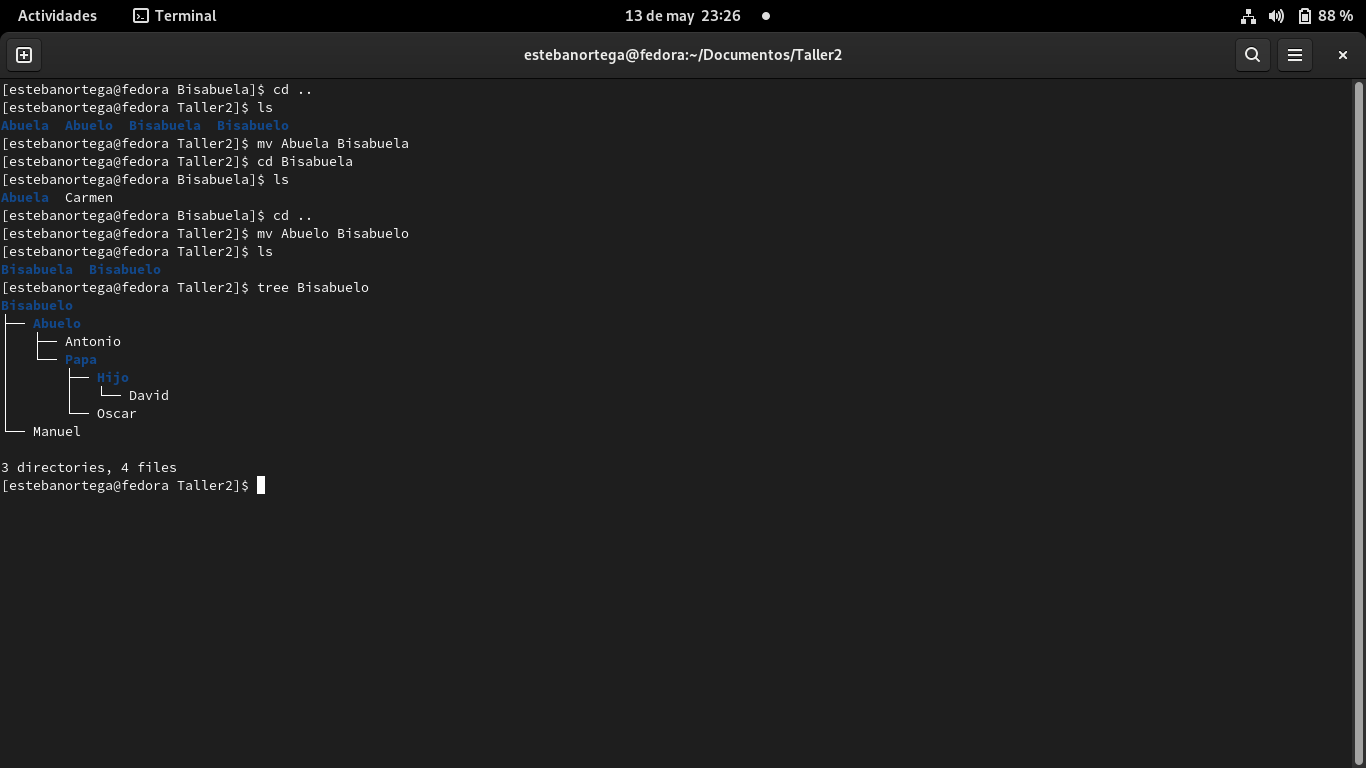 Actividades Terminal 13 de may 23:26 88 %
estebanortega@fedora:~/Documentos/Taller2
[estebanortega@fedora Bisabuela]$ cd ..
[estebanortega@fedora Taller2]$ ls
Abuela  Abuelo  Bisabuela  Bisabuelo
[estebanortega@fedora Taller2]$ mv Abuela Bisabuela
[estebanortega@fedora Taller2]$ cd Bisabuela
[estebanortega@fedora Bisabuela]$ ls
Abuela  Carmen
[estebanortega@fedora Bisabuela]$ cd ..
[estebanortega@fedora Taller2]$ mv Abuelo Bisabuelo
[estebanortega@fedora Taller2]$ ls
Bisabuela  Bisabuelo
[estebanortega@fedora Taller2]$ tree Bisabuelo
Bisabuelo
├── Abuelo
│   ├── Antonio
│   └── Papa
│       ├── Hijo
│       │   └── David
│       └── Oscar
└── Manuel
3 directories, 4 files
[estebanortega@fedora Taller2]$